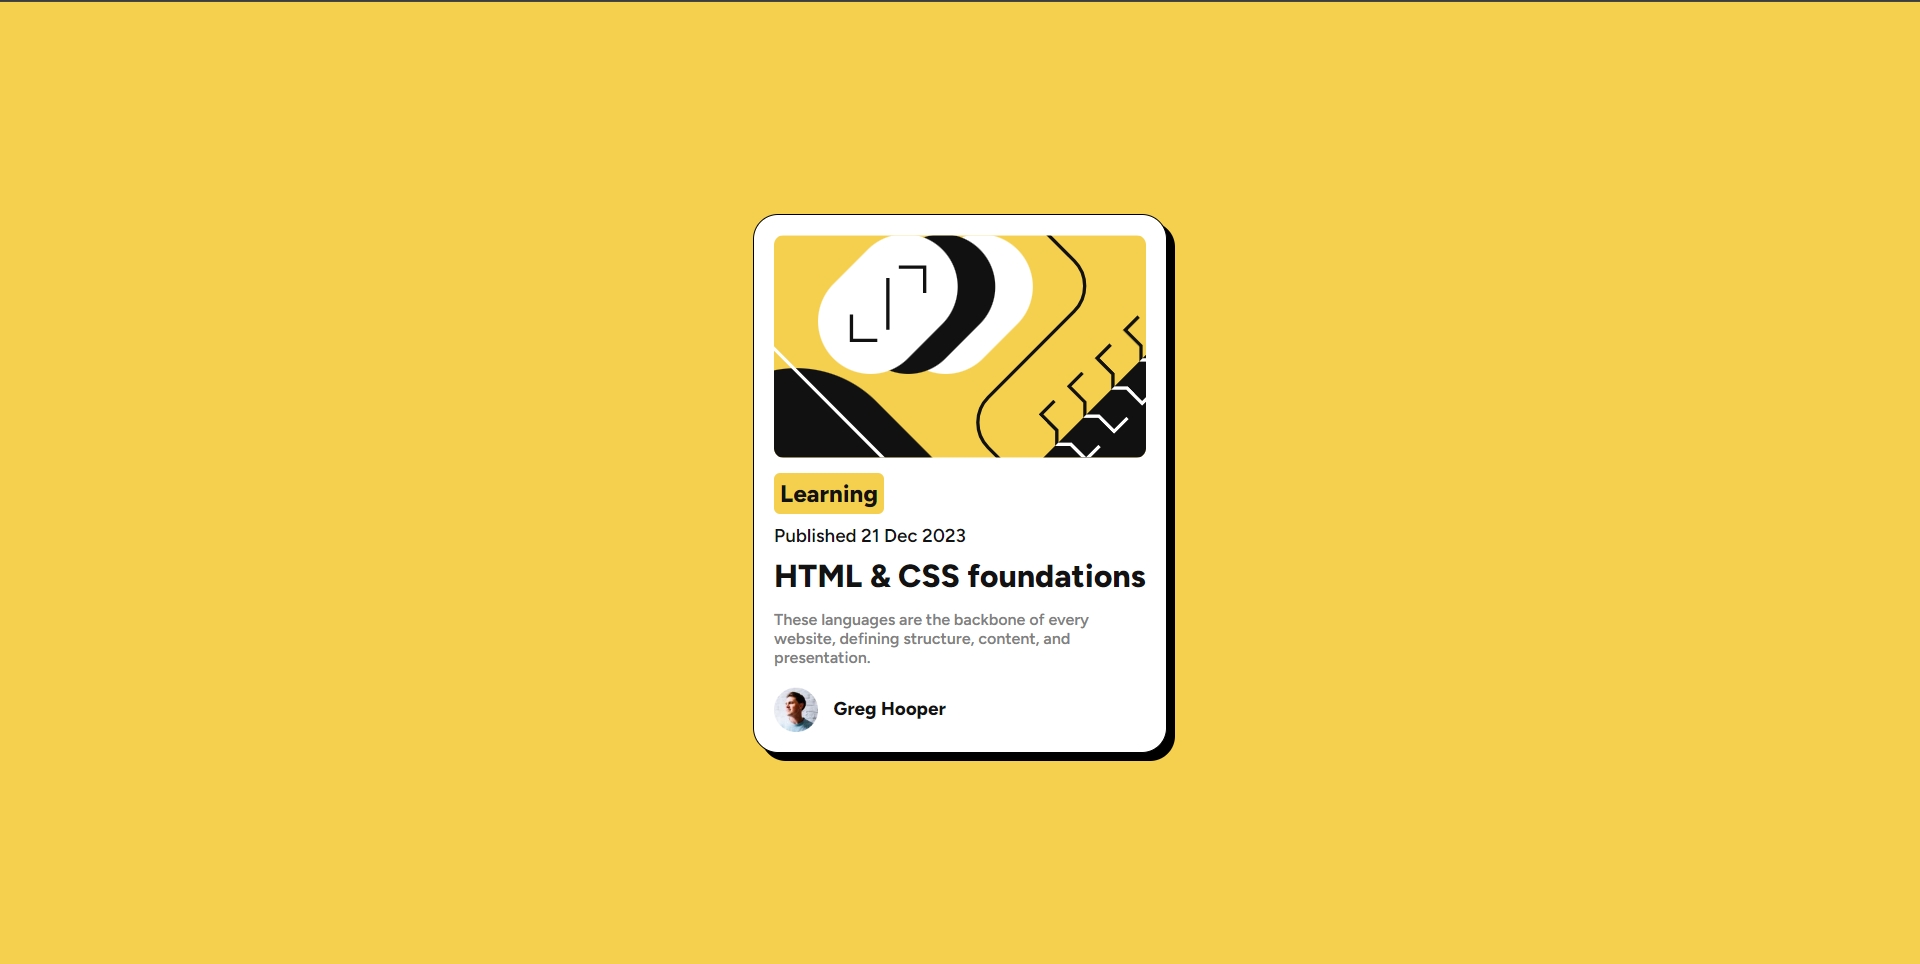 Learning
Published 21 Dec 2023
HTML & CSS foundations
These languages are the backbone of every
website, defining structure, content, and
presentation.
Greg Hooper